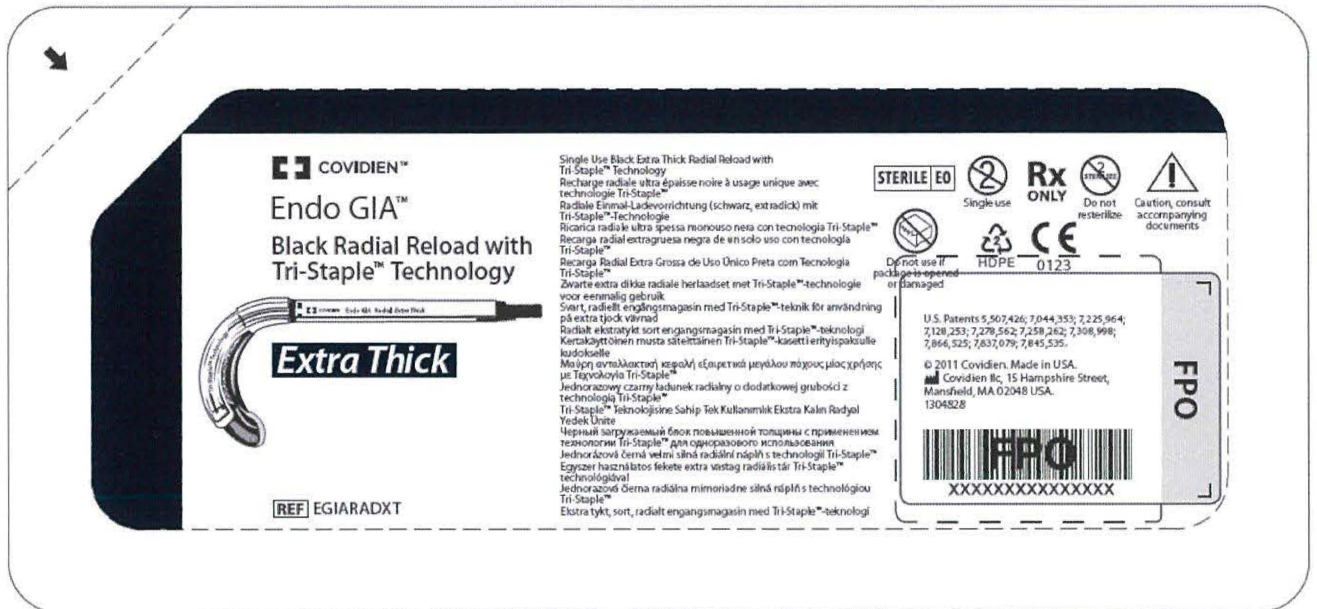 COVIDIEN™
Endo GIA™
Black Radial Reload with
Tri-Staple™ Technology
COVIDIEN Endo GIA Radial Extra Thick
Extra Thick
REF EGIARADXT
Single Use Black Extra Thick Radial Reload with
Tri-Staple™ Technology
Recharge radiale ultra épaisse noire à usage unique avec
technologie Tri-Staple™
Radiale Einmal-Ladevorrichtung (schwarz, extradick) mit
Tri-Staple™-Technologie
Ricarica radiale ultra spessa monouso nera con tecnologia Tri-Staple™
Recarga radial extragruesa negra de un solo uso con tecnología
Tri-Staple™
Recarga Radial Extra Grossa de Uso Único Preta com Tecnologia
Tri-Staple™
Zwarte extra dikke radiale herlaadset met Tri-Staple™-technologie
voor eenmalig gebruik
Svart, radiellt engångsmagasin med Tri-Staple™-teknik för användning
på extra tjock vävnad
Radialt ekstratykt sort engangsmagasin med Tri-Staple™-teknologi
Kertakäyttöinen musta säteittäinen Tri-Staple™-kasetti erityispaksulle
kudokselle
Μαύρη ανταλλακτική κεφαλή εξαιρετικά μεγάλου πάχους μίας χρήσης
με Τεχνολογία Tri-Staple™
Jednorazowy czarny ładunek radialny o dodatkowej grubości z
technologią Tri-Staple™
Tri-Staple™ Teknolojisine Sahip Tek Kullanımlık Ekstra Kalın Radyal
Yedek Ünite
Черный загружаемый блок повышенной толщины с применением
технологии Tri-Staple™ для одноразового использования
Jednorázová černá velmi silná radiální náplň s technologií Tri-Staple™
Egyszer használatos fekete extra vastag radiális tár Tri-Staple™
technológiával
Jednorazová čierna radiálna mimoriadne silná náplň s technológiou
Tri-Staple™
Ekstra tykt, sort, radialt engangsmagasin med Tri-Staple™-teknologi
STERILE EO
2
Single use
Rx
ONLY
2
STERILIZE
Do not
resterilize
Caution, consult
accompanying
documents
Do not use if
package is opened
or damaged
2
HDPE
CE
0123
U.S. Patents 5,507,426; 7,044,353; 7,225,964;
7,128,253; 7,278,562; 7,258,262; 7,308,998;
7,866,525; 7,837,079; 7,845,535.
© 2011 Covidien. Made in USA.
Covidien llc, 15 Hampshire Street,
Mansfield, MA 02048 USA.
1304828
FPO
XXXXXXXXXXXXXXX
FPO